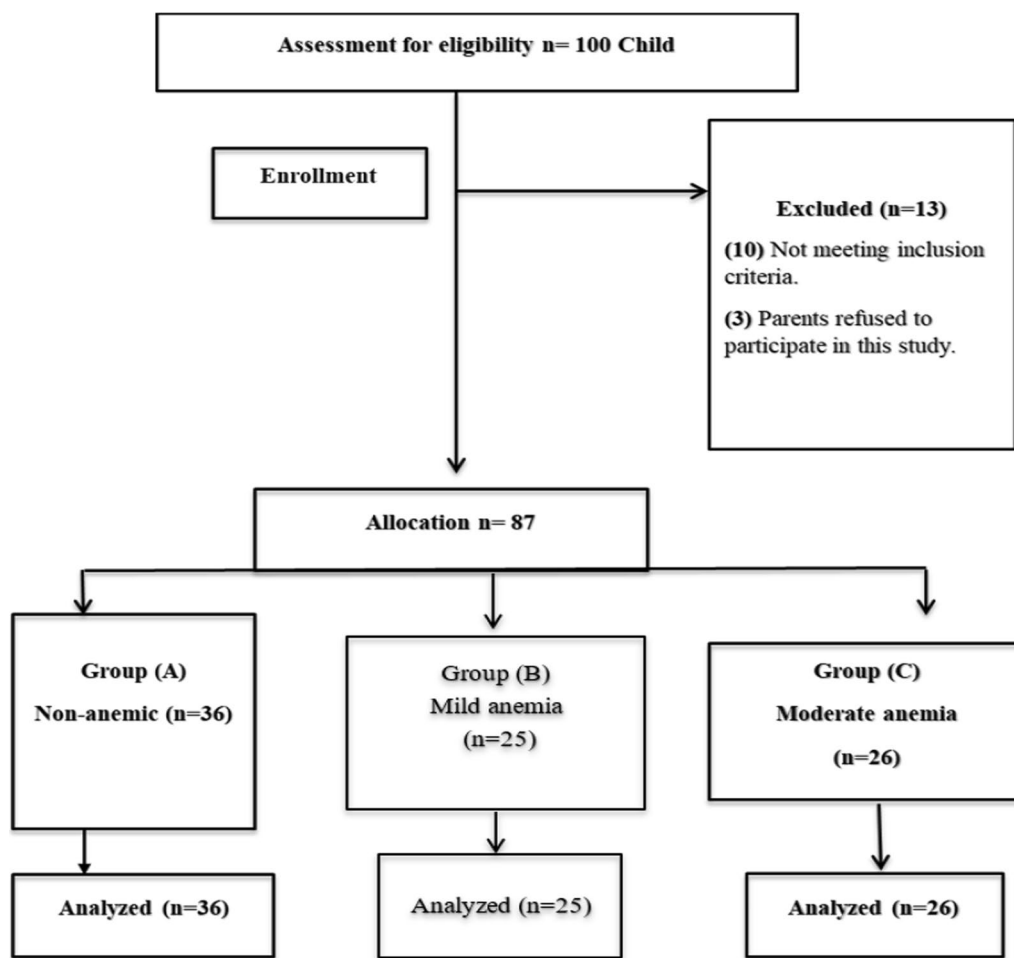 Assessment for eligibility n= 100 Child
Enrollment
Excluded (n=13)
(10) Not meeting inclusion
criteria.
(3) Parents refused to
participate in this study.
Allocation n= 87
Group (A)
Non-anemic (n=36)
Group (B)
Mild anemia
(n=25)
Group (C)
Moderate anemia
(n=26)
Analyzed (n=36)
Analyzed (n=25)
Analyzed (n=26)